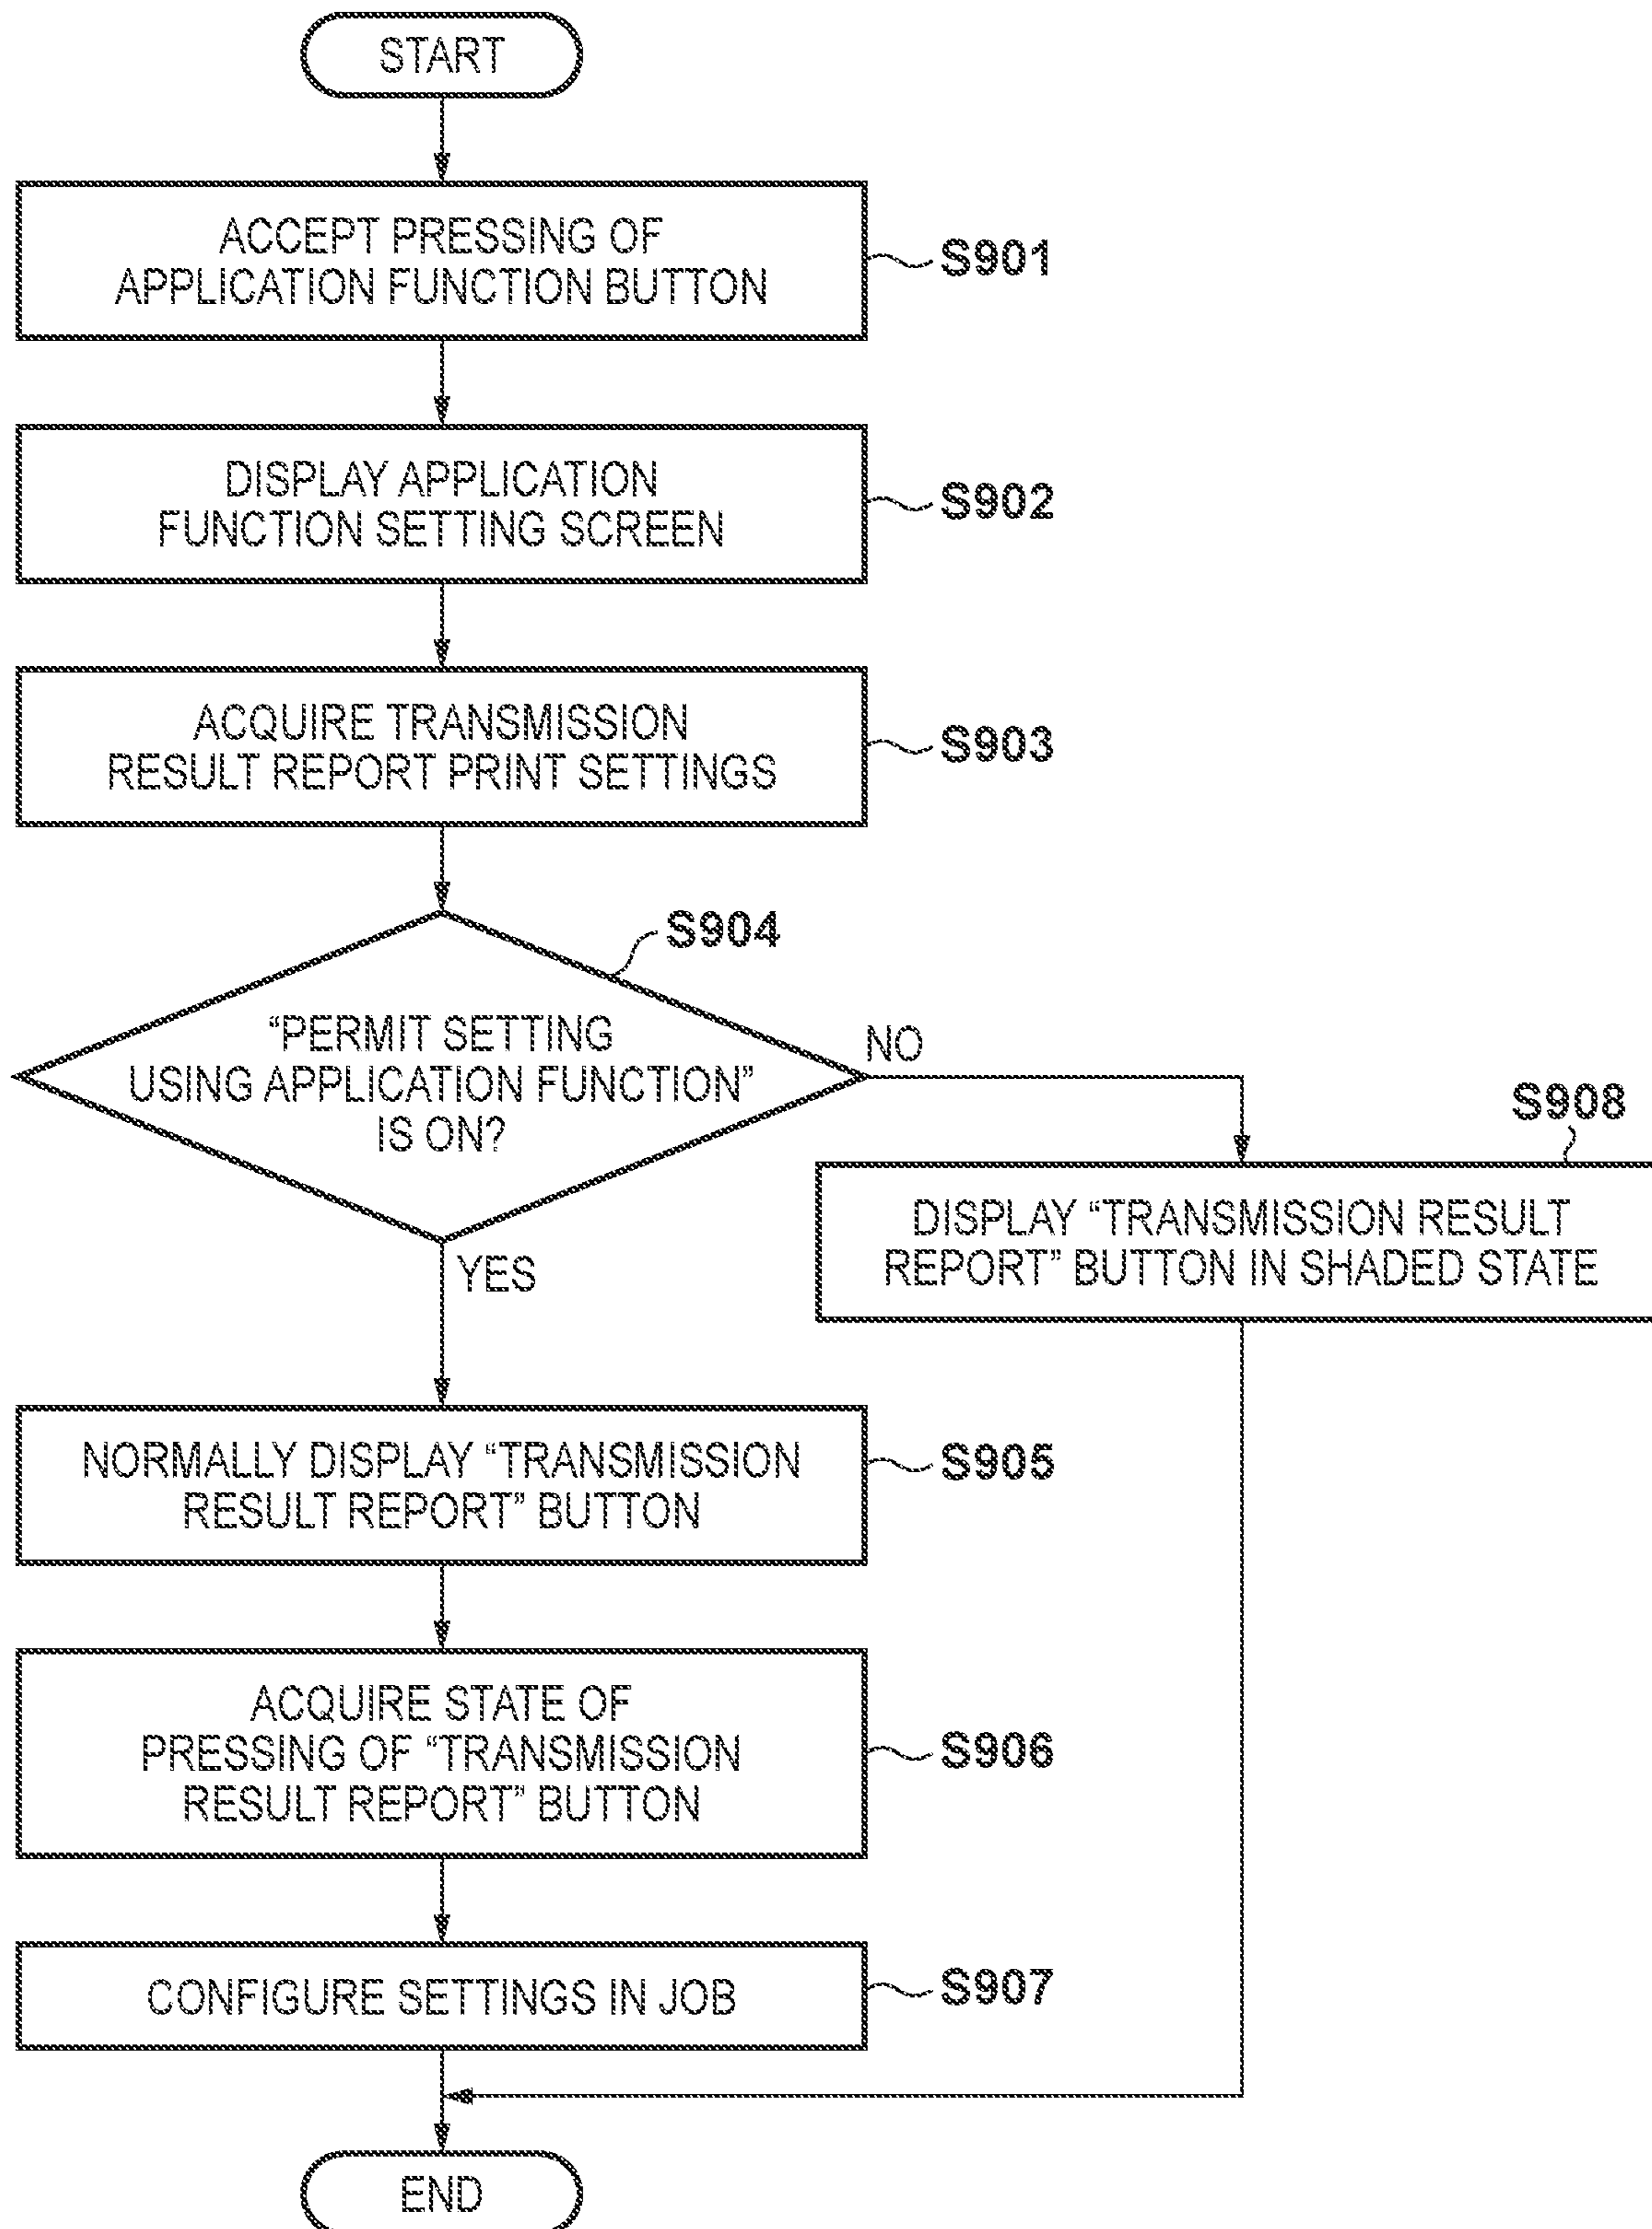 START
ACCEPT PRESSING OF
APPLICATION FUNCTION BUTTON
S901
DISPLAY APPLICATION
FUNCTION SETTING SCREEN
S902
ACQUIRE TRANSMISSION
RESULT REPORT PRINT SETTINGS
S903
S904
“PERMIT SETTING
USING APPLICATION FUNCTION”
IS ON?
NO
YES
S908
DISPLAY “TRANSMISSION RESULT
REPORT” BUTTON IN SHADED STATE
NORMALLY DISPLAY “TRANSMISSION
RESULT REPORT” BUTTON
S905
ACQUIRE STATE OF
PRESSING OF “TRANSMISSION
RESULT REPORT” BUTTON
S906
CONFIGURE SETTINGS IN JOB
S907
END